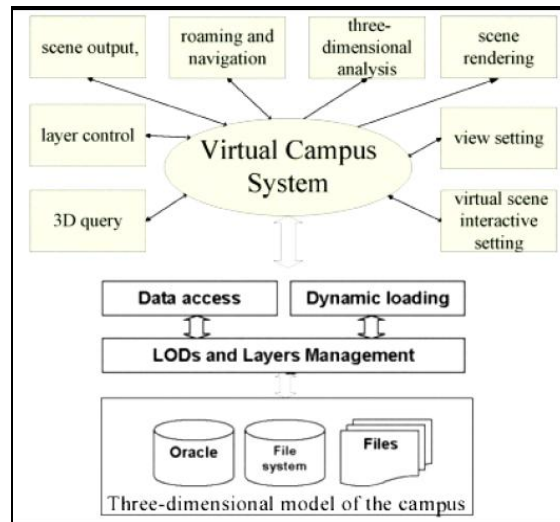 scene output,
roaming and
navigation
three-
dimensional
analysis
scene
rendering
layer control
Virtual Campus
System
view setting
3D query
virtual scene
interactive
setting
Data access
Dynamic loading
LODs and Layers Management
Oracle
File
system
Files
Three-dimensional model of the campus